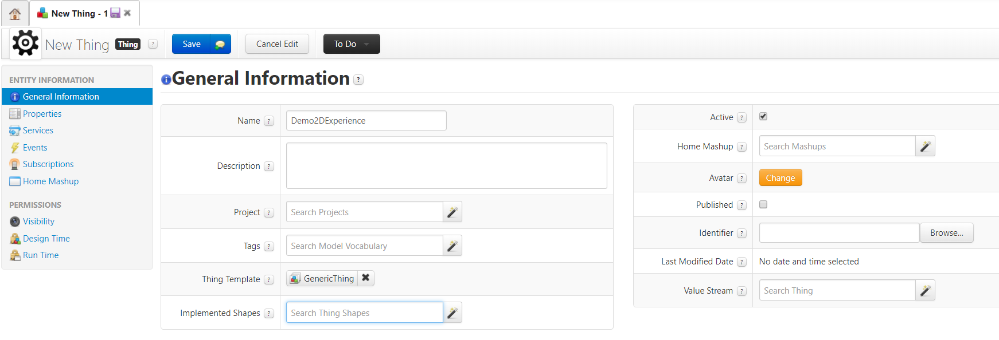 New Thing - 1
New Thing Thing ? Save Cancel Edit To Do
ENTITY INFORMATION
General Information
Properties
Services
Events
Subscriptions
Home Mashup
PERMISSIONS
Visibility
Design Time
Run Time
General Information ?
Name ? Demo2DExperience
Description ?
Project ? Search Projects
Tags ? Search Model Vocabulary
Thing Template ? GenericThing
Implemented Shapes ? Search Thing Shapes
Active ?
Home Mashup ? Search Mashups
Avatar ? Change
Published ?
Identifier ? Browse...
Last Modified Date ? No date and time selected
Value Stream ? Search Thing